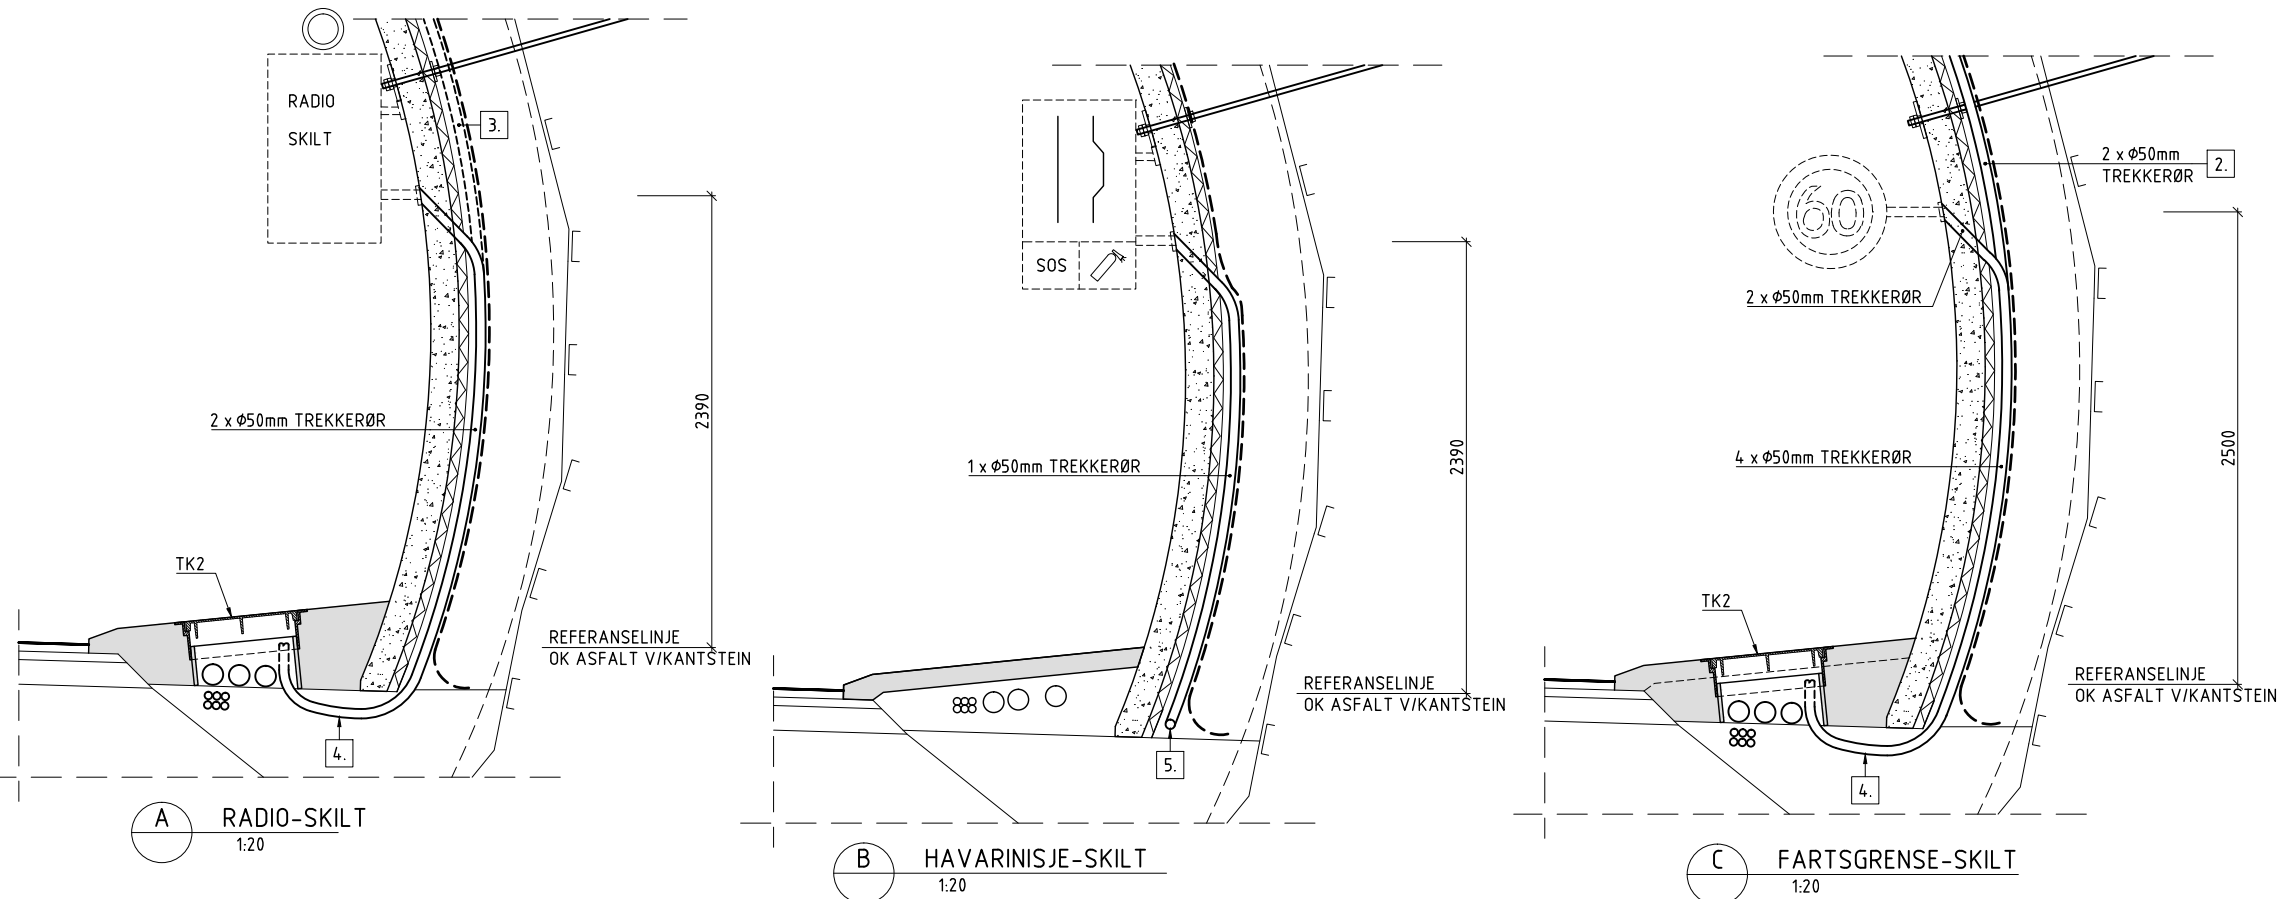 RADIO
SKILT
3.
2390
2 x Φ50mm TREKKERØR
TK2
REFERANSELINJE
OK ASFALT V/KANTSTEIN
4.
A RADIO-SKILT
1:20
SOS
2390
1 x Φ50mm TREKKERØR
REFERANSELINJE
OK ASFALT V/KANTSTEIN
5.
B HAVARINISJE-SKILT
1:20
2 x Φ50mm
TREKKERØR
2.
60
2 x Φ50mm TREKKERØR
4 x Φ50mm TREKKERØR
2500
TK2
REFERANSELINJE
OK ASFALT V/KANTSTEIN
4.
C FARTSGRENSE-SKILT
1:20